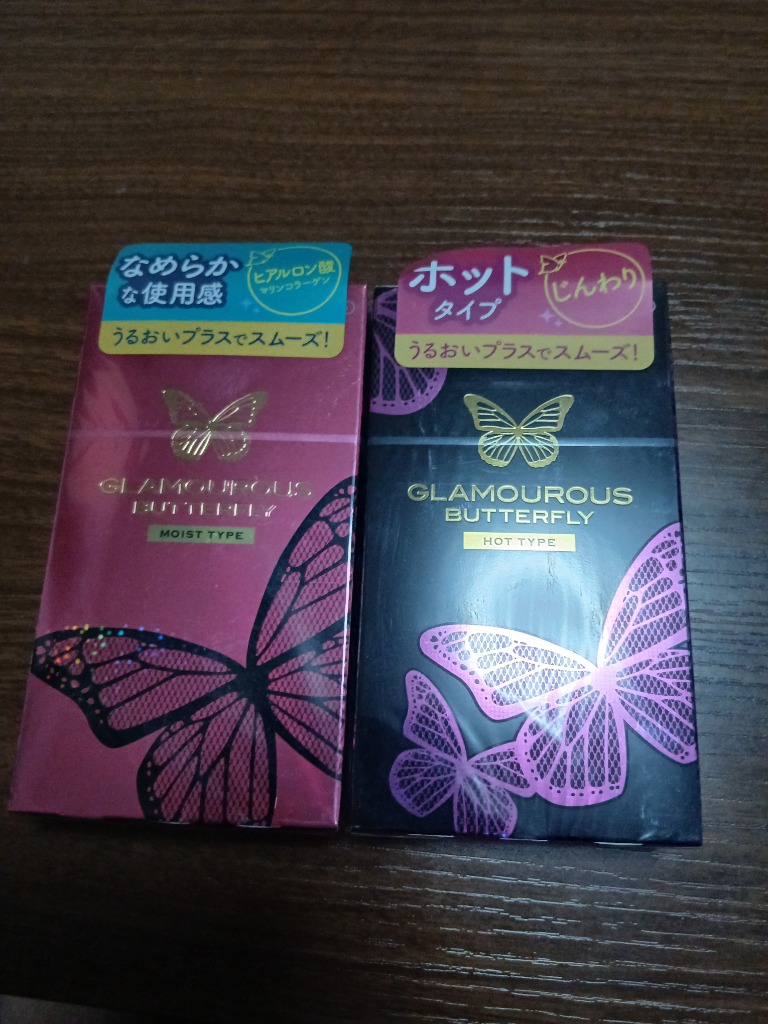 なめらか
な使用感
ヒアルロン酸
マリンコラーゲン
うるおいプラスでスムーズ!
GLAMOUROUS
BUTTERFLY
MOIST TYPE
ホット
タイプ
じんわり
うるおいプラスでスムーズ!
GLAMOUROUS
BUTTERFLY
HOT TYPE